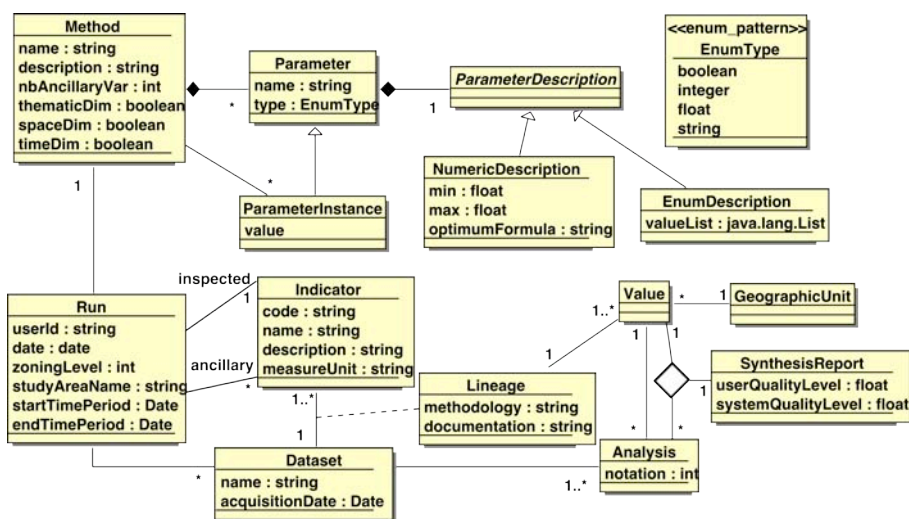 Method
name : string
description : string
nbAncillaryVar : int
thematicDim : boolean
spaceDim : boolean
timeDim : boolean
1
Parameter
name : string
type : EnumType
*
ParameterDescription
1
<<enum_pattern>>
EnumType
boolean
integer
float
string
*
ParameterInstance
value
NumericDescription
min : float
max : float
optimumFormula : string
EnumDescription
valueList : java.lang.List
inspected
1
ancillary
*
Run
userId : string
date : date
zoningLevel : int
studyAreaName : string
startTimePeriod : Date
endTimePeriod : Date
Indicator
code : string
name : string
description : string
measureUnit : string
1..*
1
Value
1..*
*
1
GeographicUnit
1
1
1
Lineage
methodology : string
documentation : string
SynthesisReport
userQualityLevel : float
systemQualityLevel : float
1
*
*
*
Dataset
name : string
acquisitionDate : Date
1..*
Analysis
notation : int